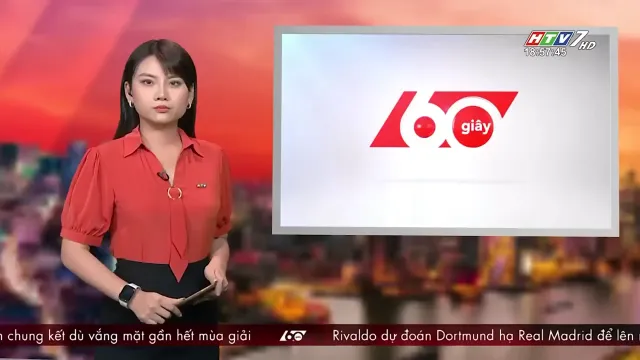 HTV7 HD
18:57:45
60 giây
chung kết dù vắng mặt gần hết mùa giải
60
Rivaldo dự đoán Dortmund hạ Real Madrid để lên